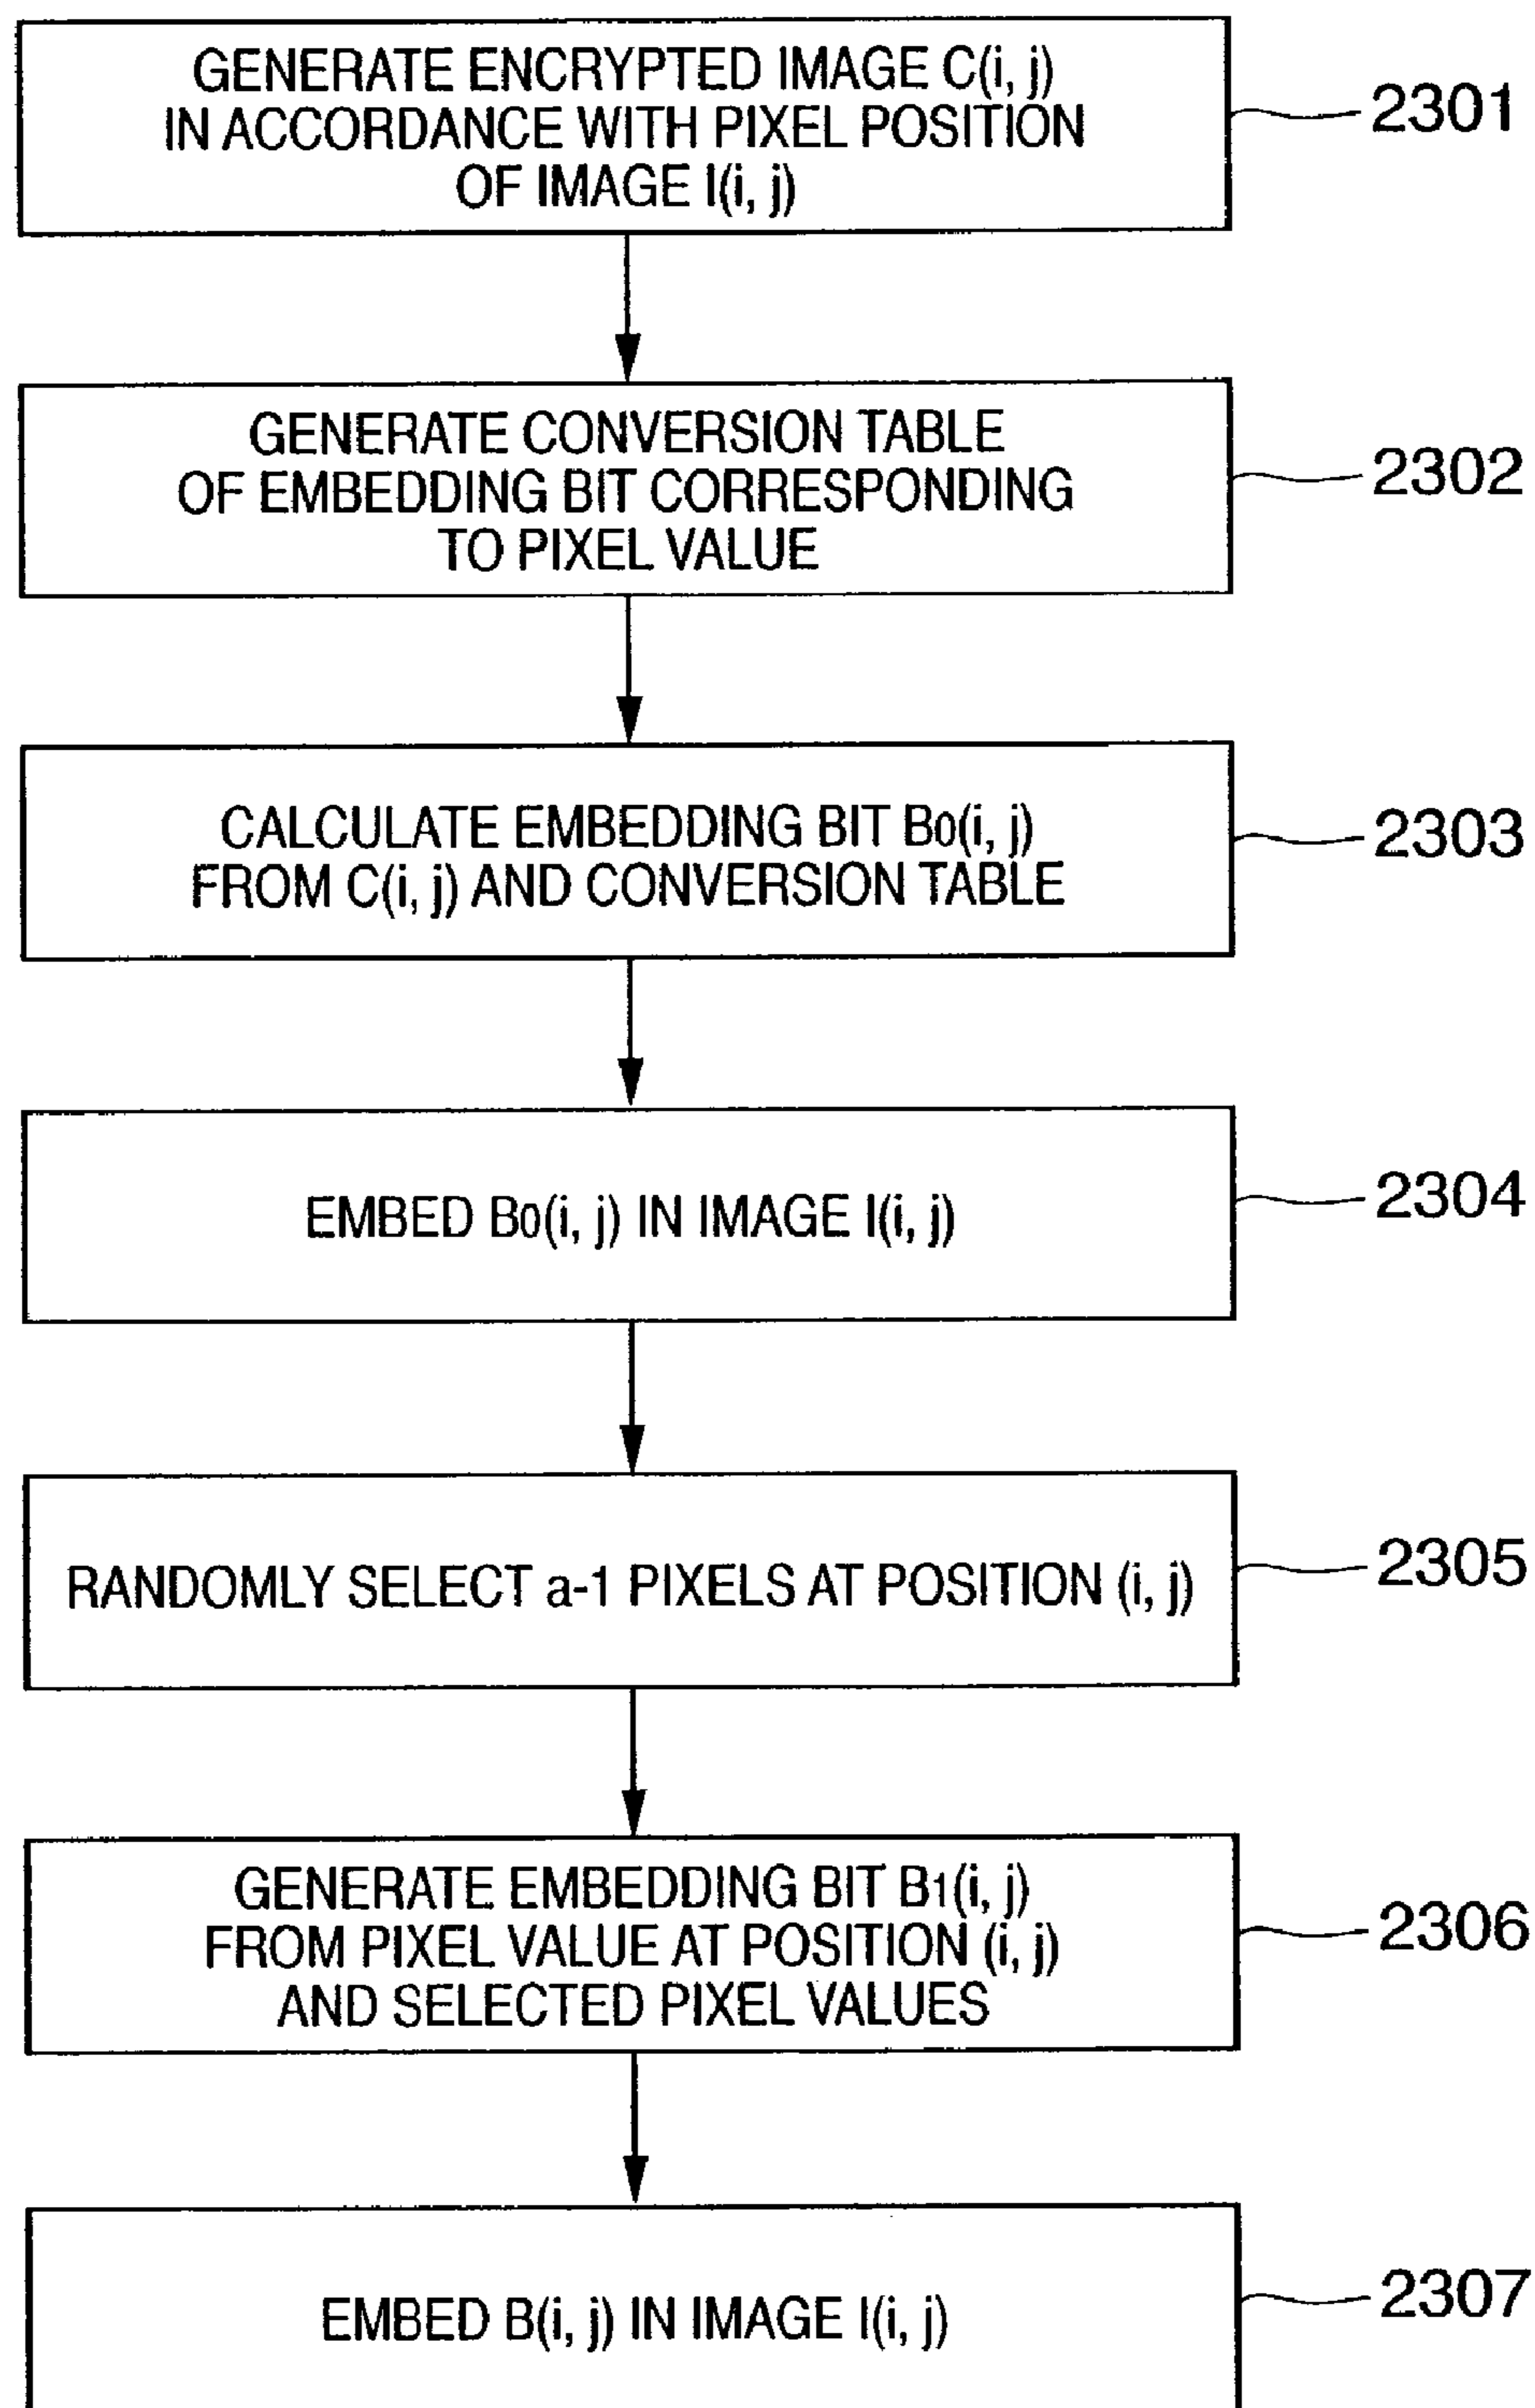 GENERATE ENCRYPTED IMAGE C(i, j)
IN ACCORDANCE WITH PIXEL POSITION
OF IMAGE I(i, j)
2301
GENERATE CONVERSION TABLE
OF EMBEDDING BIT CORRESPONDING
TO PIXEL VALUE
2302
CALCULATE EMBEDDING BIT B0(i, j)
FROM C(i, j) AND CONVERSION TABLE
2303
EMBED B0(i, j) IN IMAGE I(i, j)
2304
RANDOMLY SELECT a-1 PIXELS AT POSITION (i, j)
2305
GENERATE EMBEDDING BIT B1(i, j)
FROM PIXEL VALUE AT POSITION (i, j)
AND SELECTED PIXEL VALUES
2306
EMBED B(i, j) IN IMAGE I(i, j)
2307